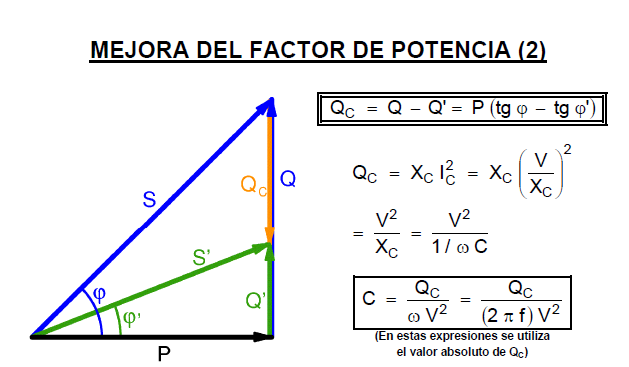 MEJORA DEL FACTOR DE POTENCIA (2)
Q_C = Q − Q' = P (tg φ − tg φ')
Q_C = X_C I_C^2 = X_C (V / X_C)^2
= V^2 / X_C = V^2 / (1 / ω C)
C = Q_C / (ω V^2) = Q_C / ((2 π f) V^2)
(En estas expresiones se utiliza
el valor absoluto de Q_C)
S
Q_C
Q
S'
Q'
φ
φ'
P